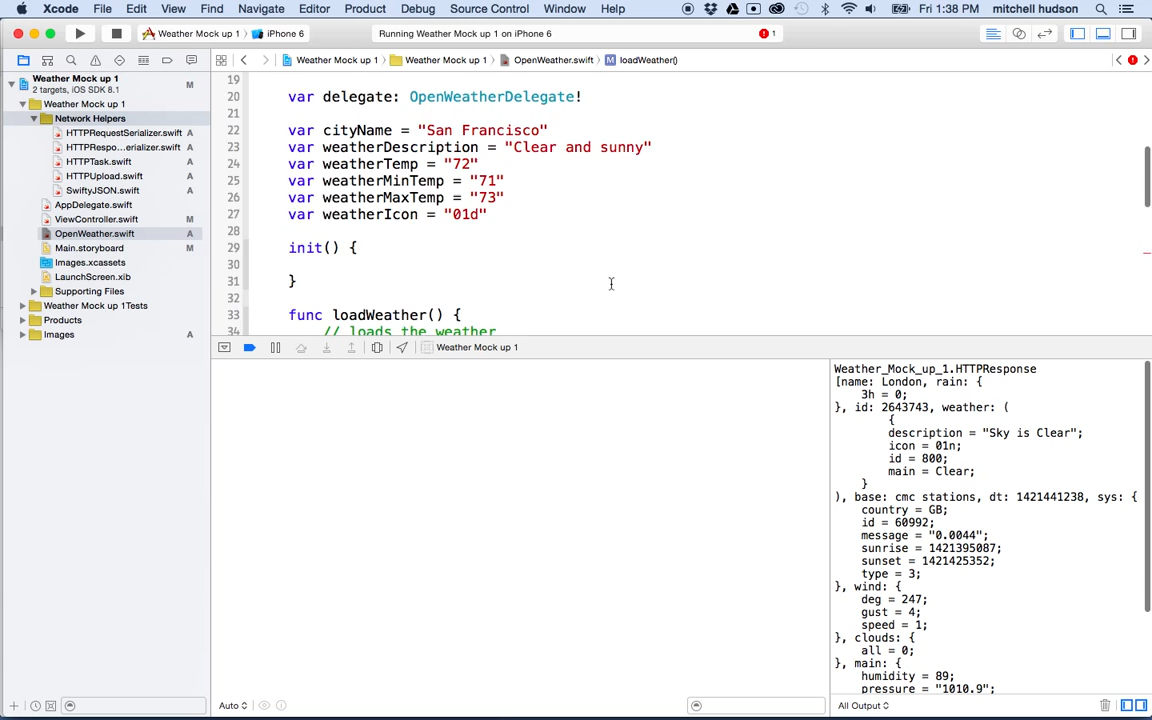 Xcode File Edit View Find Navigate Editor Product Debug Source Control Window Help Fri 1:38 PM mitchell hudson
Weather Mock up 1 〉 iPhone 6 Running Weather Mock up 1 on iPhone 6 1
Weather Mock up 1 〉 Weather Mock up 1 〉 OpenWeather.swift 〉 M loadWeather()
Weather Mock up 1 M
2 targets, iOS SDK 8.1
Weather Mock up 1
Network Helpers
HTTPRequestSerializer.swift A
HTTPRespo...erializer.swift A
HTTPTask.swift A
HTTPUpload.swift A
SwiftyJSON.swift A
AppDelegate.swift
ViewController.swift M
OpenWeather.swift A
Main.storyboard M
Images.xcassets
LaunchScreen.xib
Supporting Files
Weather Mock up 1Tests
Products
Images A
19
20 var delegate: OpenWeatherDelegate!
21
22 var cityName = "San Francisco"
23 var weatherDescription = "Clear and sunny"
24 var weatherTemp = "72"
25 var weatherMinTemp = "71"
26 var weatherMaxTemp = "73"
27 var weatherIcon = "01d"
28
29 init() {
30
31 }
32
33 func loadWeather() {
34 // loads the weather
Weather Mock up 1
Weather_Mock_up_1.HTTPResponse
[name: London, rain: {
3h = 0;
}, id: 2643743, weather: (
{
description = "Sky is Clear";
icon = 01n;
id = 800;
main = Clear;
}
), base: cmc stations, dt: 1421441238, sys: {
country = GB;
id = 60992;
message = "0.0044";
sunrise = 1421395087;
sunset = 1421425352;
type = 3;
}, wind: {
deg = 247;
gust = 4;
speed = 1;
}, clouds: {
all = 0;
}, main: {
humidity = 89;
pressure = "1010.9";
Auto
All Output